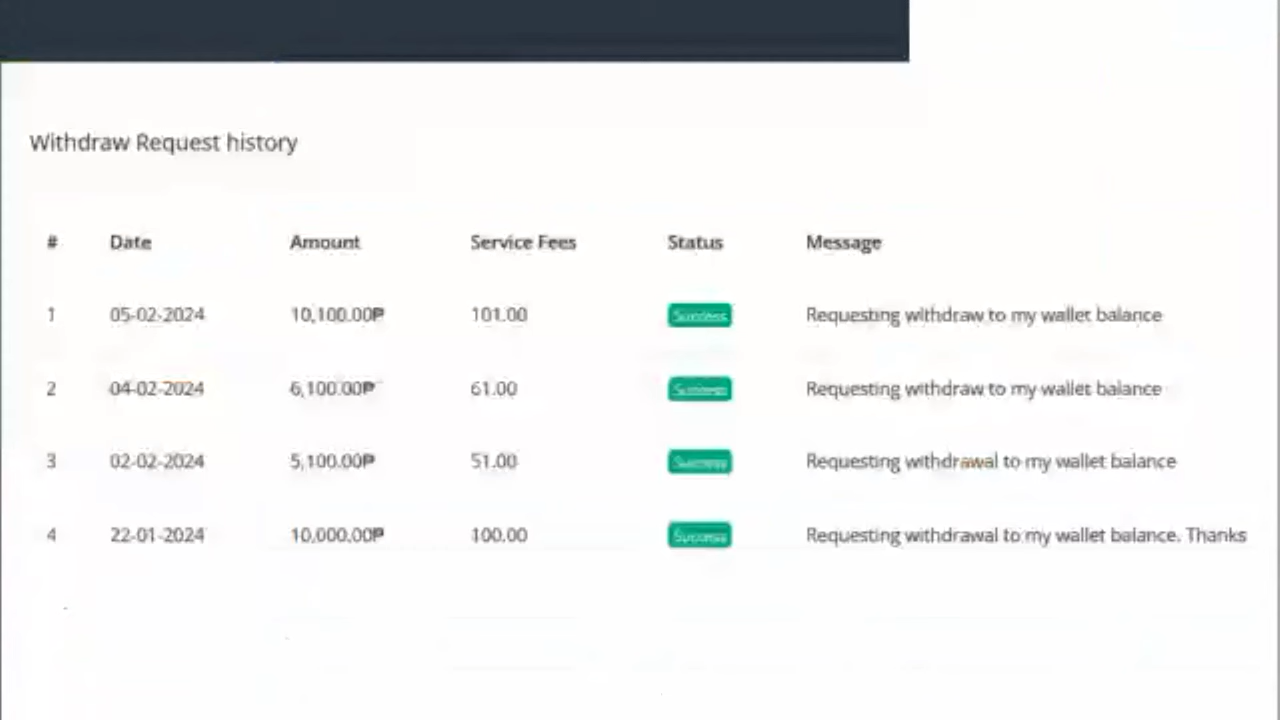 Withdraw Request history
# Date Amount Service Fees Status Message
1 05-02-2024 10,100.00₱ 101.00 Success Requesting withdraw to my wallet balance
2 04-02-2024 6,100.00₱ 61.00 Success Requesting withdraw to my wallet balance
3 02-02-2024 5,100.00₱ 51.00 Success Requesting withdrawal to my wallet balance
4 22-01-2024 10,000.00₱ 100.00 Success Requesting withdrawal to my wallet balance. Thanks